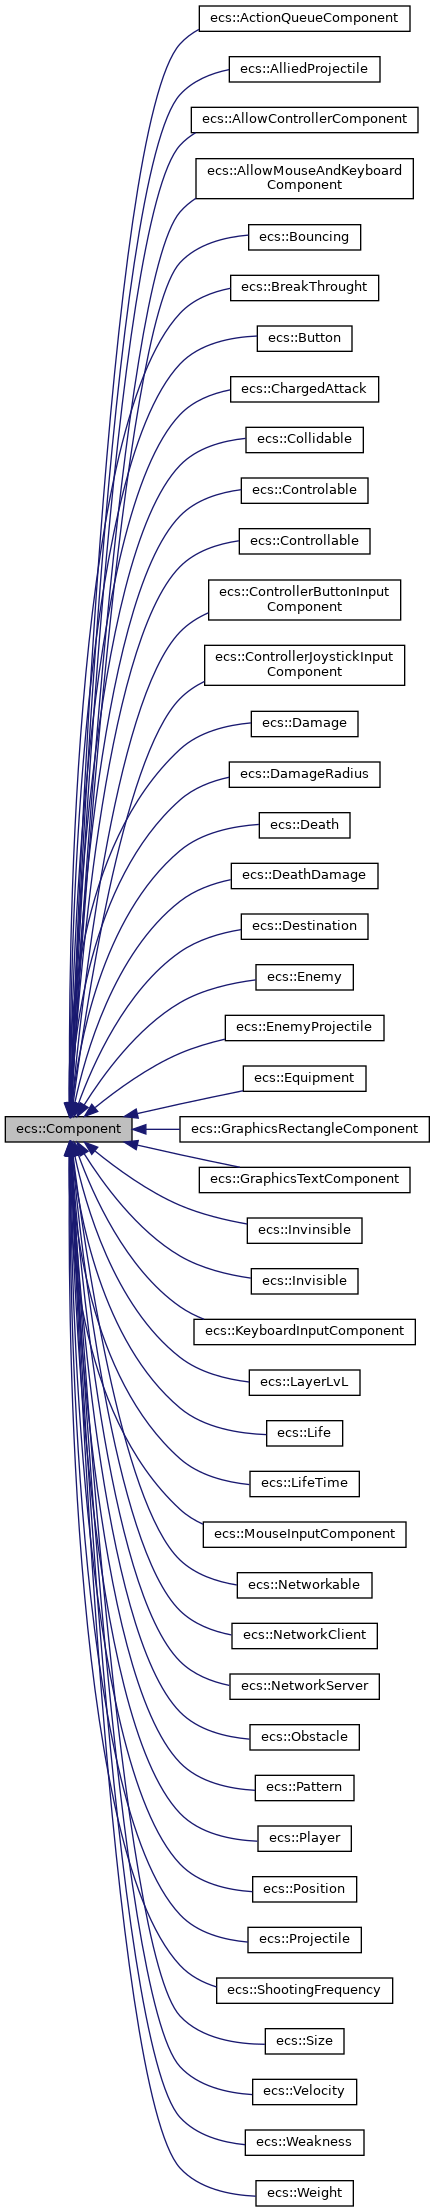 ecs::ActionQueueComponent
ecs::AlliedProjectile
ecs::AllowControllerComponent
ecs::AllowMouseAndKeyboard
Component
ecs::Bouncing
ecs::BreakThrought
ecs::Button
ecs::ChargedAttack
ecs::Collidable
ecs::Controlable
ecs::Controllable
ecs::ControllerButtonInput
Component
ecs::ControllerJoystickInput
Component
ecs::Damage
ecs::DamageRadius
ecs::Death
ecs::DeathDamage
ecs::Destination
ecs::Enemy
ecs::EnemyProjectile
ecs::Equipment
ecs::Component
ecs::GraphicsRectangleComponent
ecs::GraphicsTextComponent
ecs::Invinsible
ecs::Invisible
ecs::KeyboardInputComponent
ecs::LayerLvL
ecs::Life
ecs::LifeTime
ecs::MouseInputComponent
ecs::Networkable
ecs::NetworkClient
ecs::NetworkServer
ecs::Obstacle
ecs::Pattern
ecs::Player
ecs::Position
ecs::Projectile
ecs::ShootingFrequency
ecs::Size
ecs::Velocity
ecs::Weakness
ecs::Weight